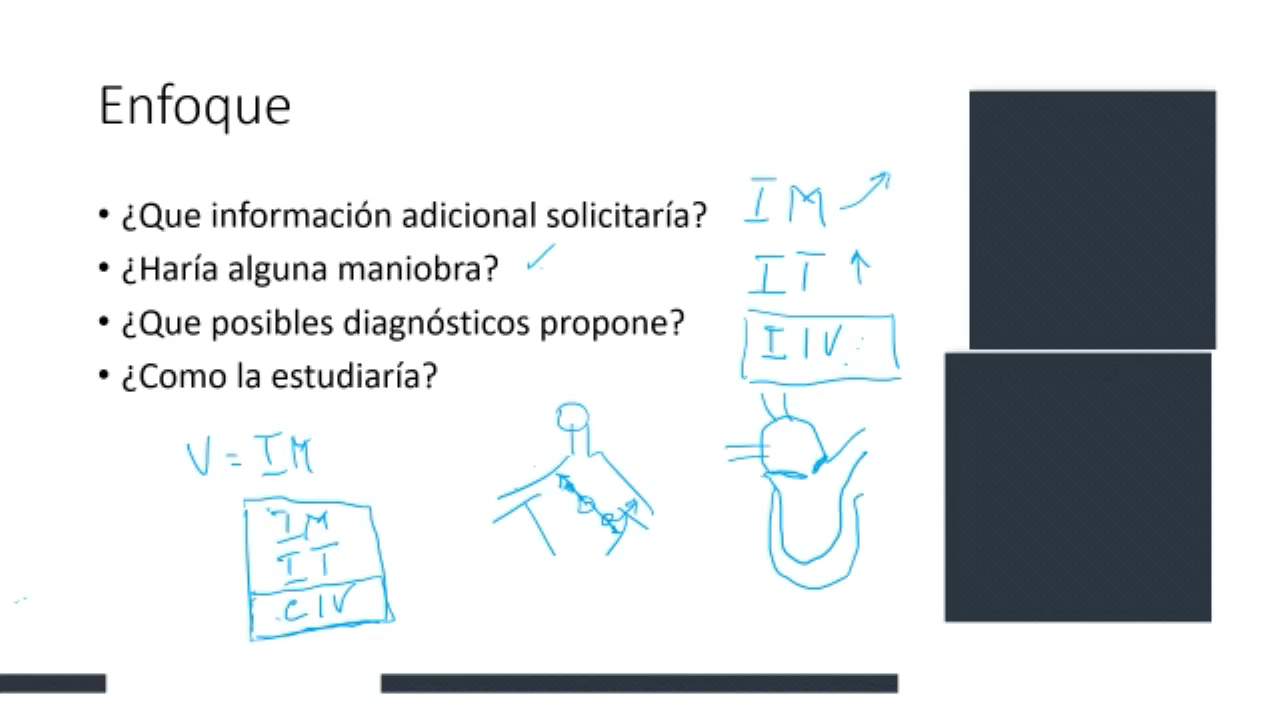 Enfoque
• ¿Que información adicional solicitaría?
• ¿Haría alguna maniobra?
• ¿Que posibles diagnósticos propone?
• ¿Como la estudiaría?
IM
IT
IIV
V = IM
IM
IT
CIV